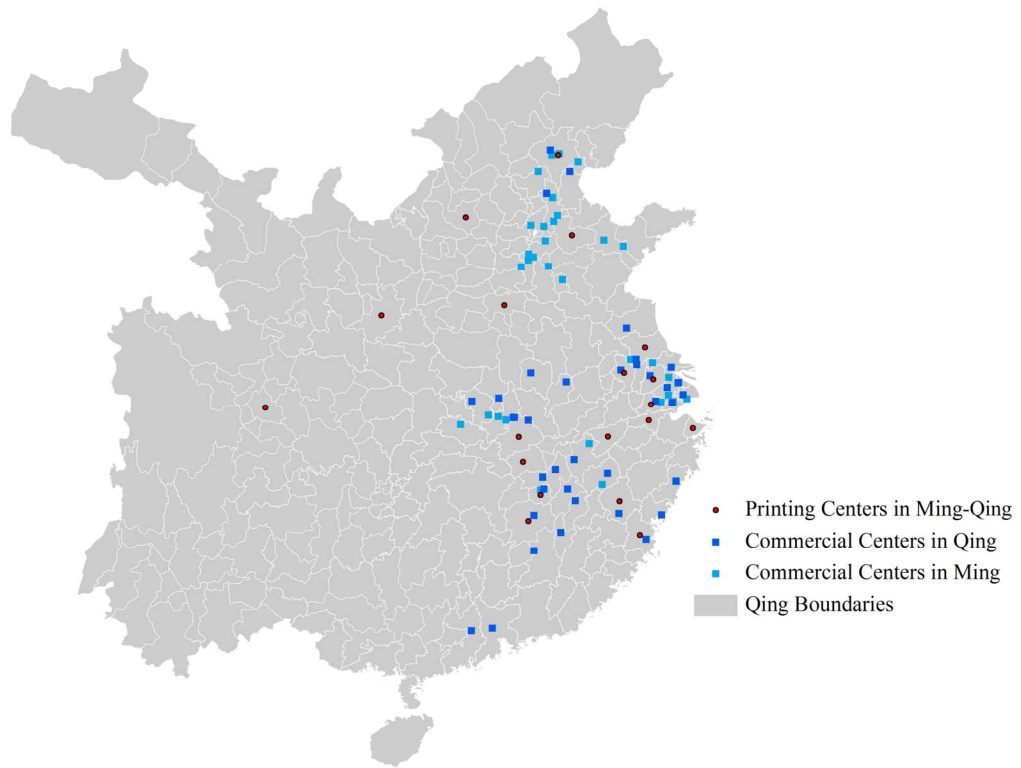 Printing Centers in Ming-Qing
Commercial Centers in Qing
Commercial Centers in Ming
Qing Boundaries